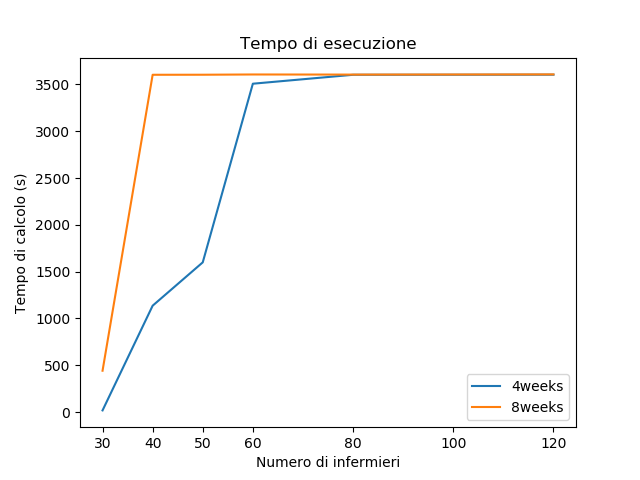 Tempo di esecuzione
Tempo di calcolo (s)
3500
3000
2500
2000
1500
1000
500
0
30 40 50 60 80 100 120
Numero di infermieri
4weeks
8weeks